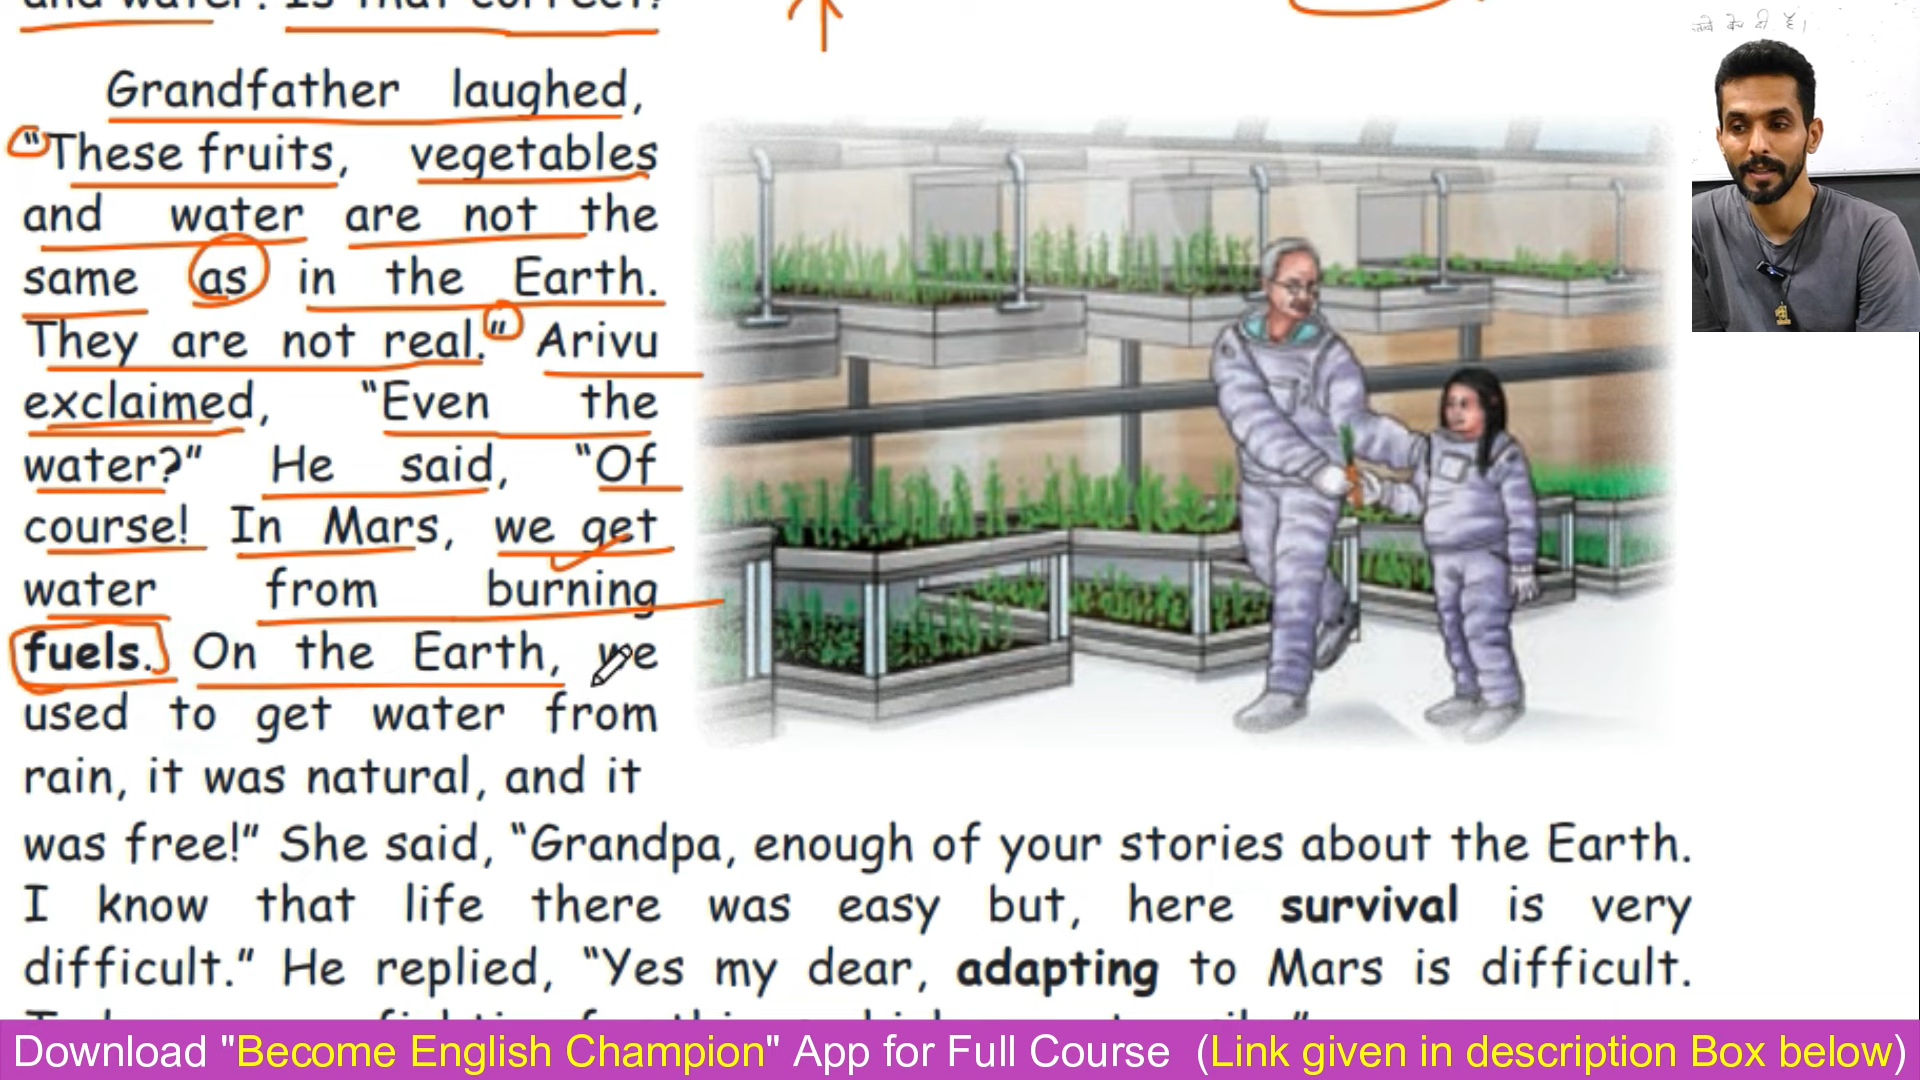 and water. Is that correct?
Grandfather laughed,
"These fruits, vegetables
and water are not the
same as in the Earth.
They are not real." Arivu
exclaimed, "Even the
water?" He said, "Of
course! In Mars, we get
water from burning
fuels. On the Earth, we
used to get water from
rain, it was natural, and it
was free!" She said, "Grandpa, enough of your stories about the Earth.
I know that life there was easy but, here survival is very
difficult." He replied, "Yes my dear, adapting to Mars is difficult.
Download "Become English Champion" App for Full Course (Link given in description Box below)